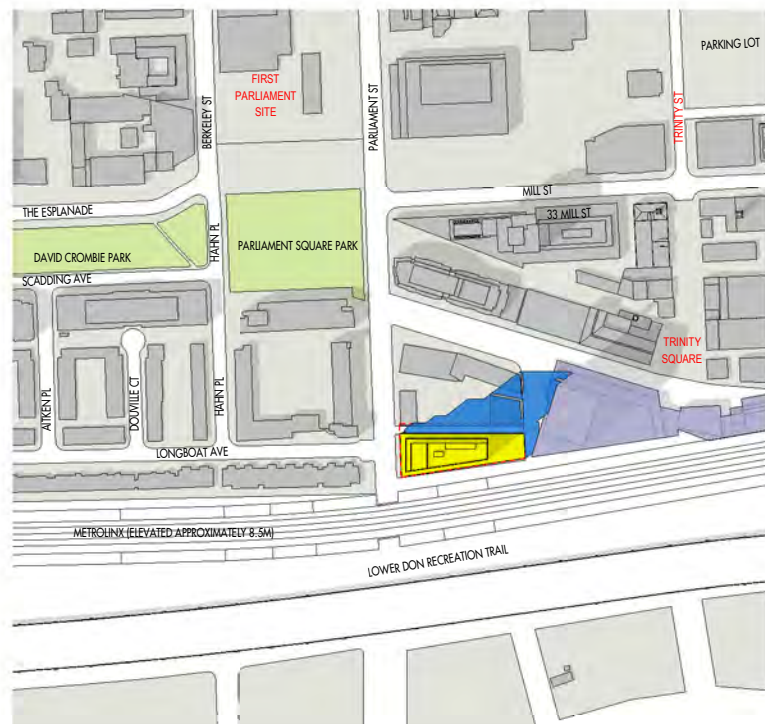 PARKING LOT
FIRST
PARLIAMENT
SITE
BERKELEY ST
PARLIAMENT ST
TRINITY ST
MILL ST
THE ESPLANADE
33 MILL ST
HAHN PL
PARLIAMENT SQUARE PARK
DAVID CROMBIE PARK
SCADDING AVE
TRINITY
SQUARE
AITKEN PL
DOUVILLE CT
HAHN PL
LONGBOAT AVE
METROLINX (ELEVATED APPROXIMATELY 8.5M)
LOWER DON RECREATION TRAIL